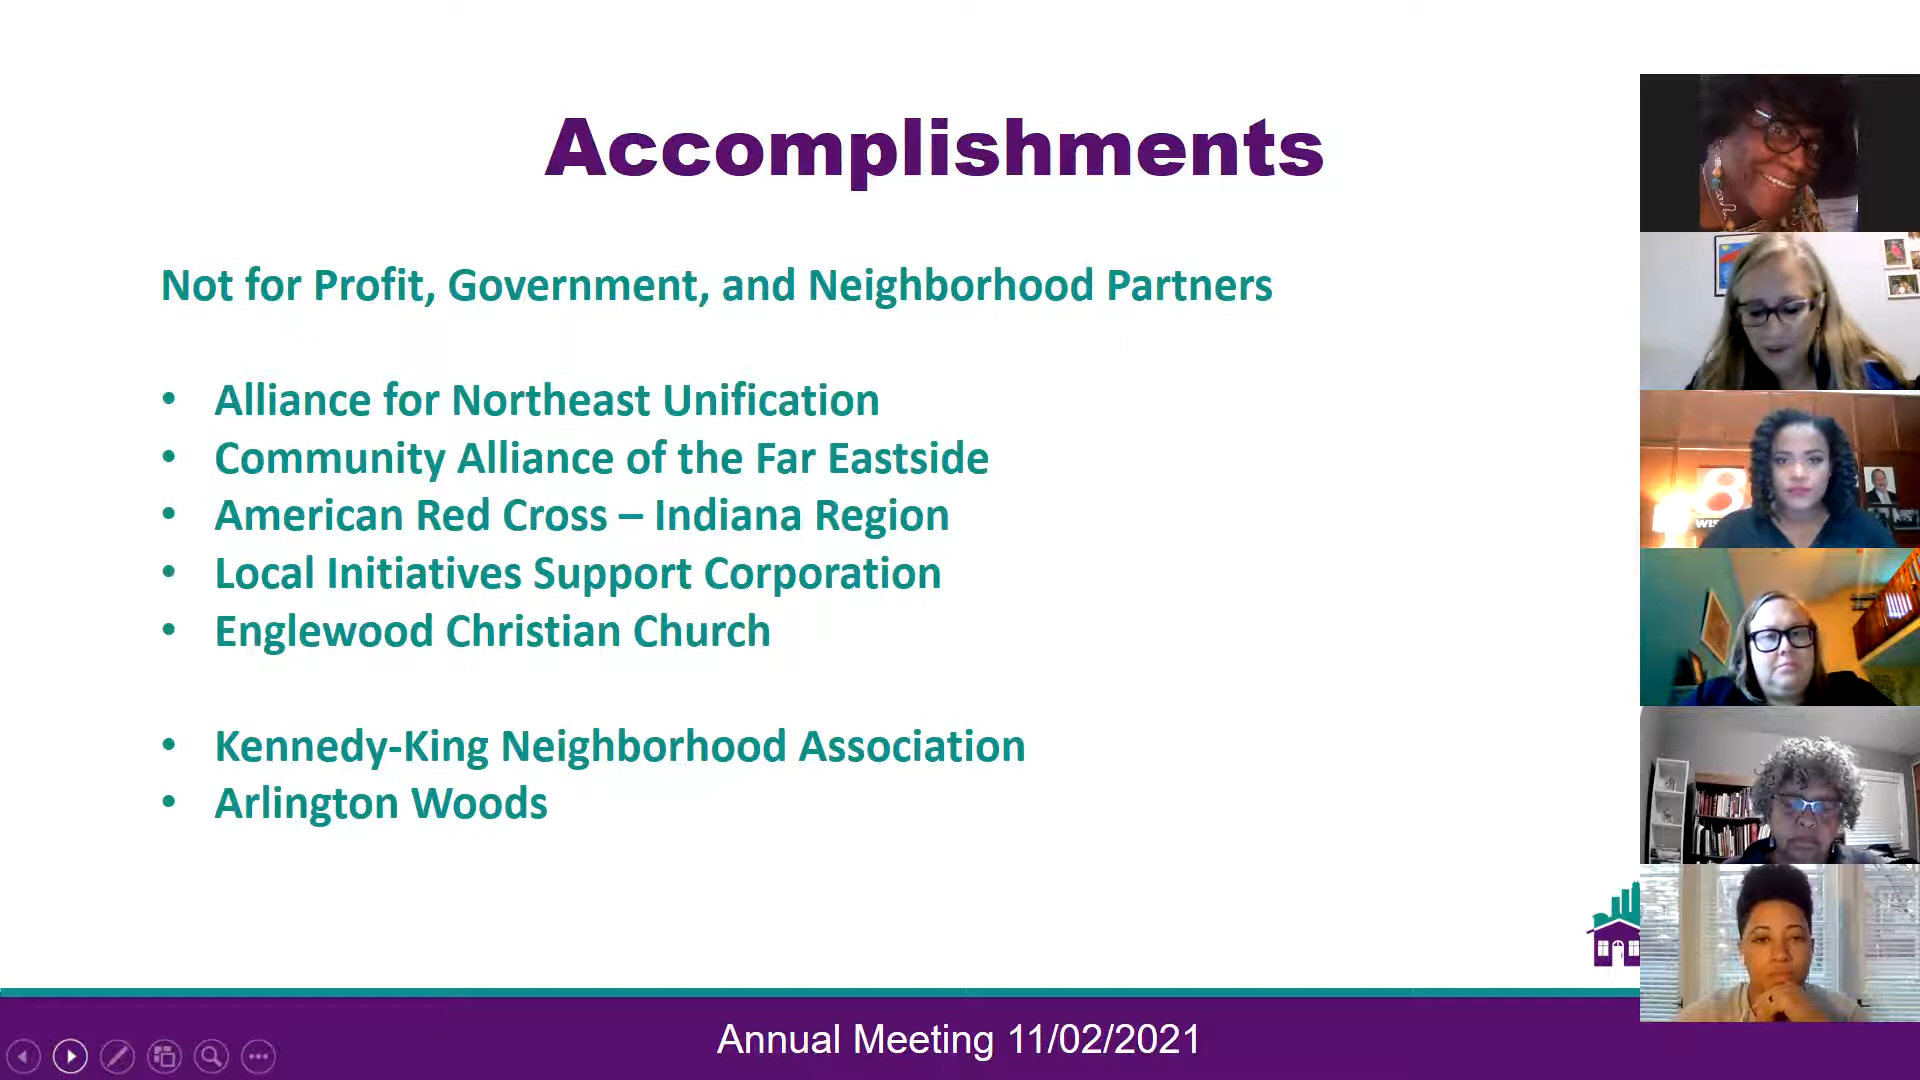 Accomplishments
Not for Profit, Government, and Neighborhood Partners
• Alliance for Northeast Unification
• Community Alliance of the Far Eastside
• American Red Cross – Indiana Region
• Local Initiatives Support Corporation
• Englewood Christian Church
• Kennedy-King Neighborhood Association
• Arlington Woods
8
Annual Meeting 11/02/2021